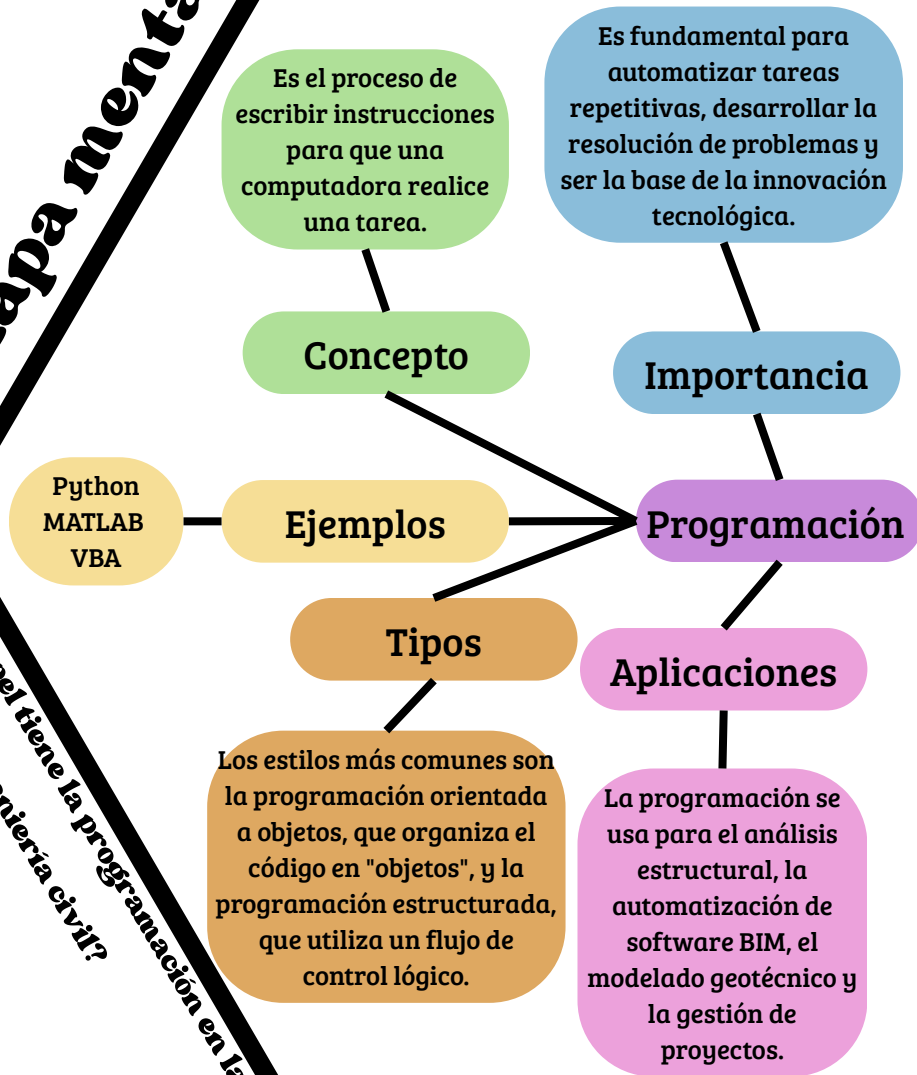 Es el proceso de
escribir instrucciones
para que una
computadora realice
una tarea.
Es fundamental para
automatizar tareas
repetitivas, desarrollar la
resolución de problemas y
ser la base de la innovación
tecnológica.
Concepto
Importancia
Python
MATLAB
VBA
Ejemplos
Programación
Tipos
Aplicaciones
Los estilos más comunes son
la programación orientada
a objetos, que organiza el
código en "objetos", y la
programación estructurada,
que utiliza un flujo de
control lógico.
La programación se
usa para el análisis
estructural, la
automatización de
software BIM, el
modelado geotécnico y
la gestión de
proyectos.
tiene la programación en la
civil?